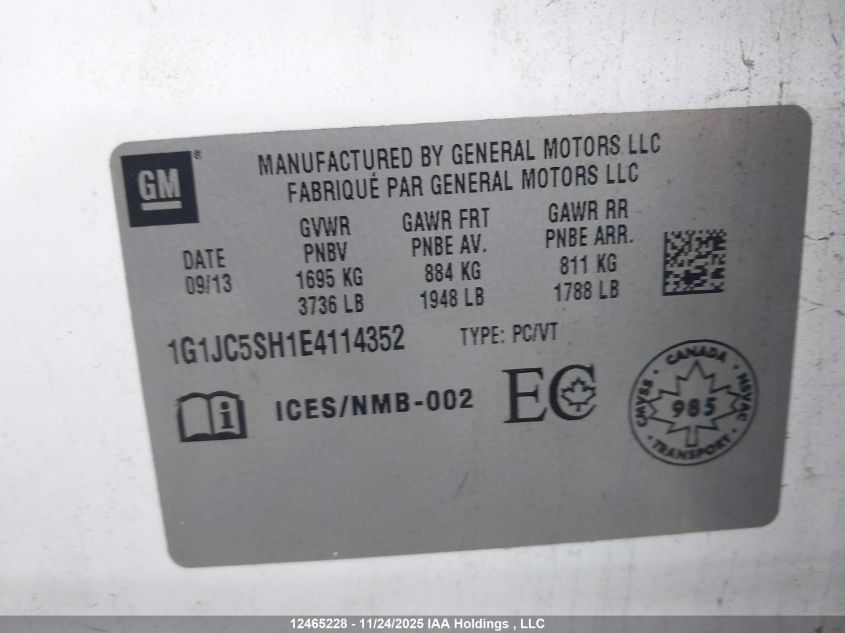 GM ®
MANUFACTURED BY GENERAL MOTORS LLC
FABRIQUÉ PAR GENERAL MOTORS LLC
DATE
09/13
GVWR
PNBV
1695 KG
3736 LB
GAWR FRT
PNBE AV.
884 KG
1948 LB
GAWR RR
PNBE ARR.
811 KG
1788 LB
1G1JC5SH1E4114352 TYPE: PC/VT
i ICES/NMB-002 EC
CANADA
CMVSS 985 NSVAC
TRANSPORT
12465228 - 11/24/2025 IAA Holdings , LLC